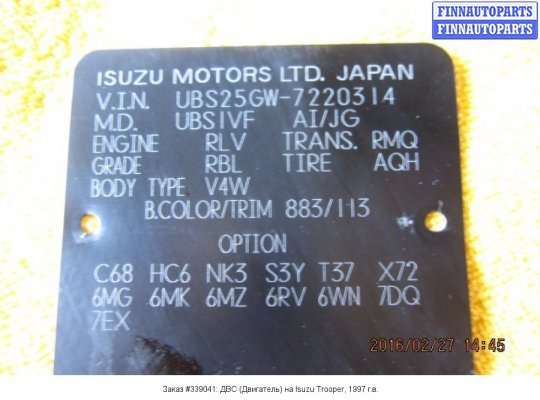 FINNAUTOPARTS
FINNAUTOPARTS
ISUZU MOTORS LTD. JAPAN
V.I.N. UBS25GW-7220314
M.D. UBS1VF A1/JG
ENGINE RLV TRANS. RMQ
GRADE RBL TIRE AQH
BODY TYPE V4W
B.COLOR/TRIM 883/113
OPTION
C68 HC6 NK3 S3Y T37 X72
6MG 6MK 6MZ 6RV 6WN 7DQ
7EX
2016/02/27 14:45
Заказ #339041: ДВС (Двигатель) на Isuzu Trooper, 1997 г.в.